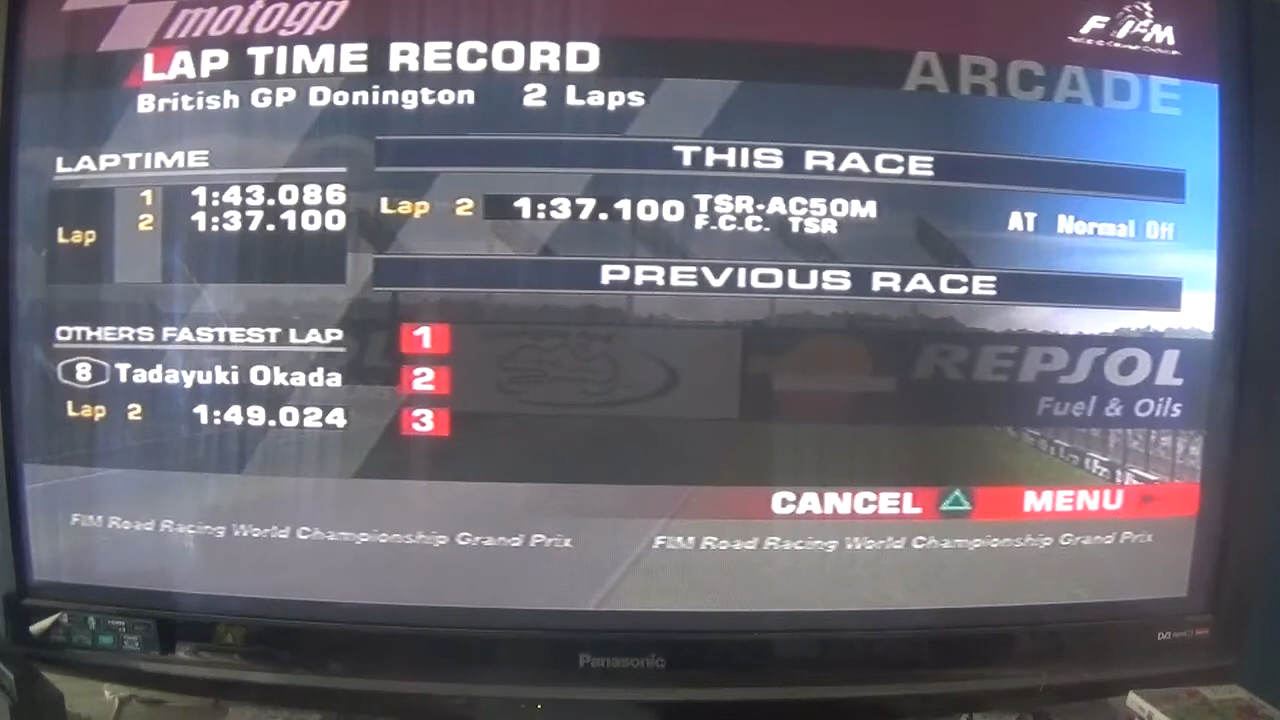 motogp
FIM
LAP TIME RECORD
ARCADE
British GP Donington 2 Laps
LAPTIME
1 1:43.086
Lap 2 1:37.100
THIS RACE
Lap 2 1:37.100 TSR-AC50M
F.C.C. TSR
AT Normal Off
PREVIOUS RACE
OTHERS FASTEST LAP
8 Tadayuki Okada
Lap 2 1:49.024
1
2
3
REPSOL
Fuel & Oils
CANCEL MENU
FIM Road Racing World Championship Grand Prix
FIM Road Racing World Championship Grand Prix
Panasonic